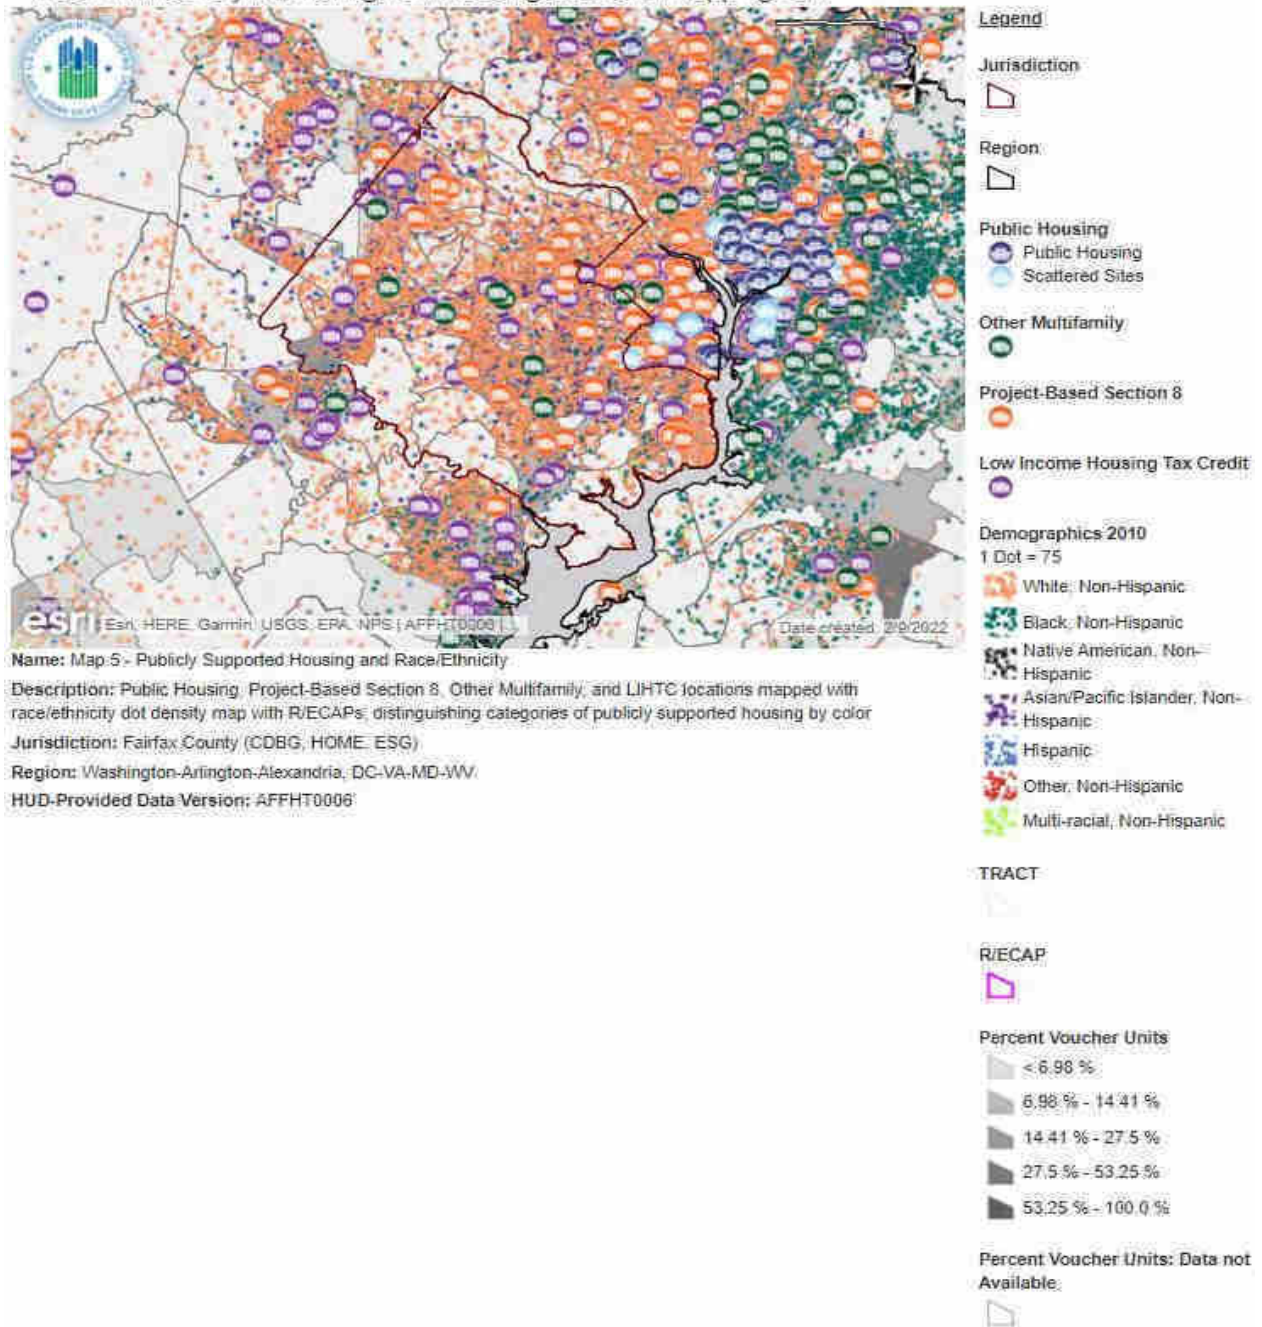 Legend
Jurisdiction
Region
Public Housing
Public Housing
Scattered Sites
Other Multifamily
Project-Based Section 8
Low Income Housing Tax Credit
Demographics 2010
1 Dot = 75
White, Non-Hispanic
Black, Non-Hispanic
Native American, Non-
Hispanic
Asian/Pacific Islander, Non-
Hispanic
Hispanic
Other, Non-Hispanic
Multi-racial, Non-Hispanic
TRACT
R/ECAP
Percent Voucher Units
< 6.98 %
6.98 % - 14.41 %
14.41 % - 27.5 %
27.5 % - 53.25 %
53.25 % - 100.0 %
Percent Voucher Units: Data not
Available
esri
Esri, HERE, Garmin, USGS, EPA, NPS | AFFHT0006 |
Date created: 2/9/2022
Name: Map 5 - Publicly Supported Housing and Race/Ethnicity
Description: Public Housing, Project-Based Section 8, Other Multifamily, and LIHTC locations mapped with
race/ethnicity dot density map with R/ECAPs, distinguishing categories of publicly supported housing by color
Jurisdiction: Fairfax County (CDBG, HOME, ESG)
Region: Washington-Arlington-Alexandria, DC-VA-MD-WV
HUD-Provided Data Version: AFFHT0006